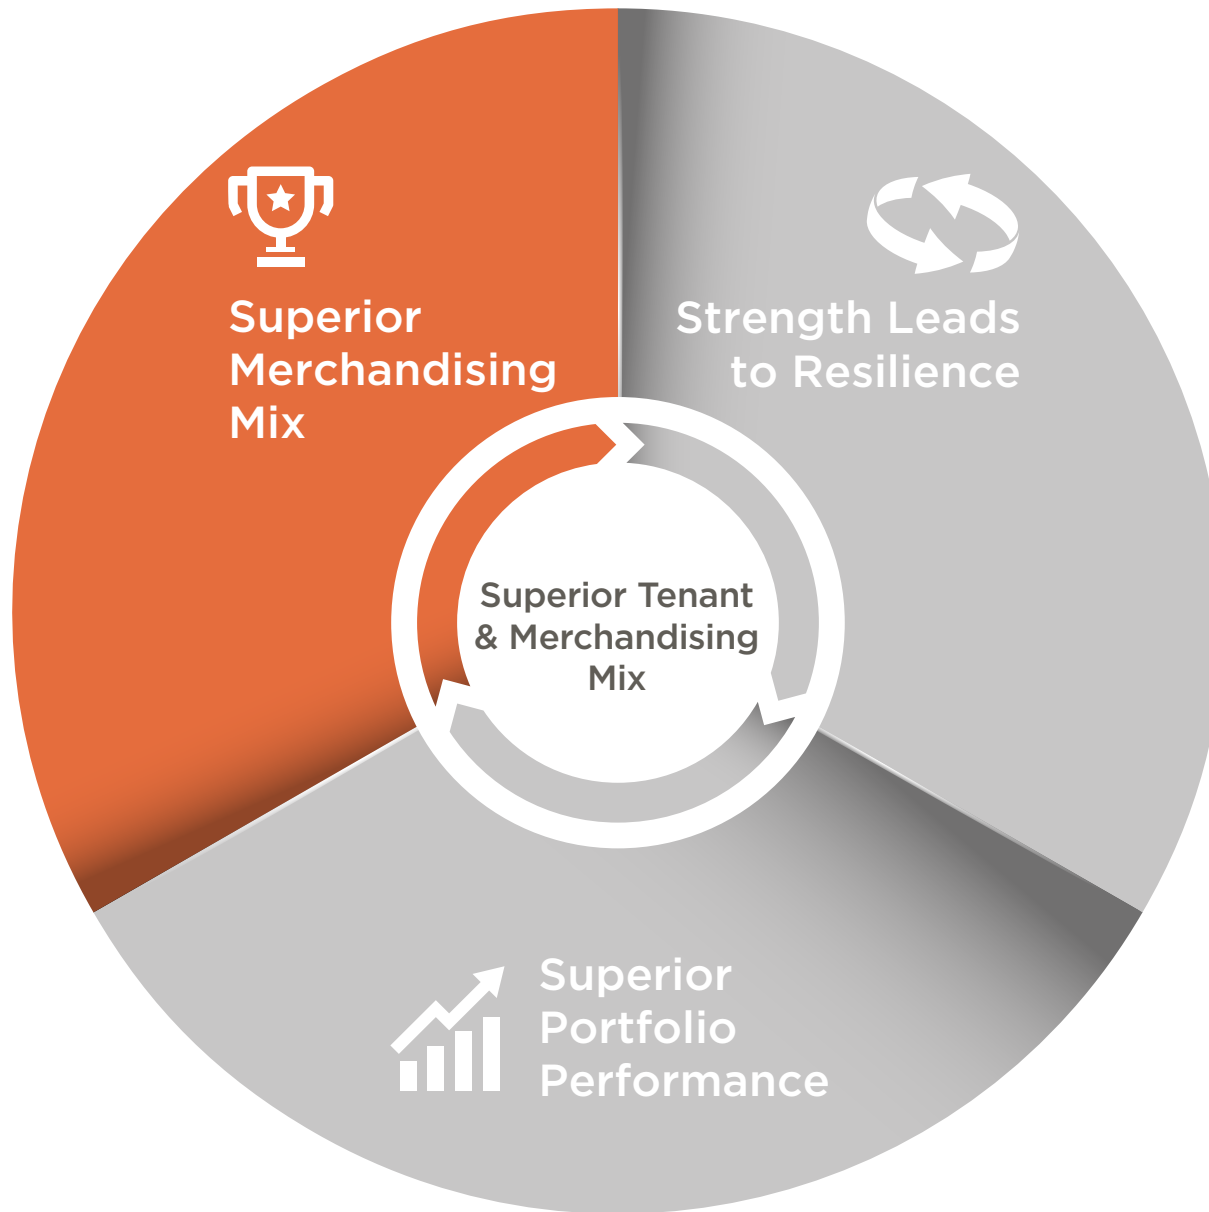 Superior
Merchandising
Mix
Strength Leads
to Resilience
Superior Tenant
& Merchandising
Mix
Superior
Portfolio
Performance